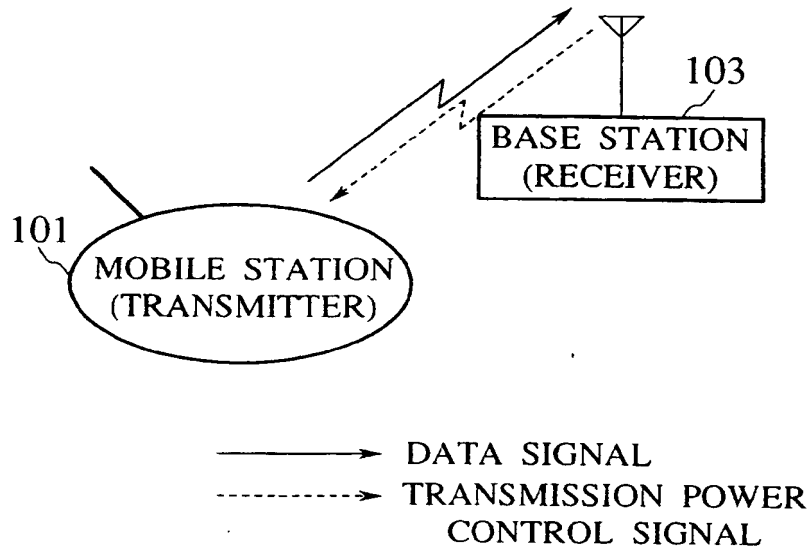 103
BASE STATION
(RECEIVER)
101
MOBILE STATION
(TRANSMITTER)
DATA SIGNAL
TRANSMISSION POWER
CONTROL SIGNAL